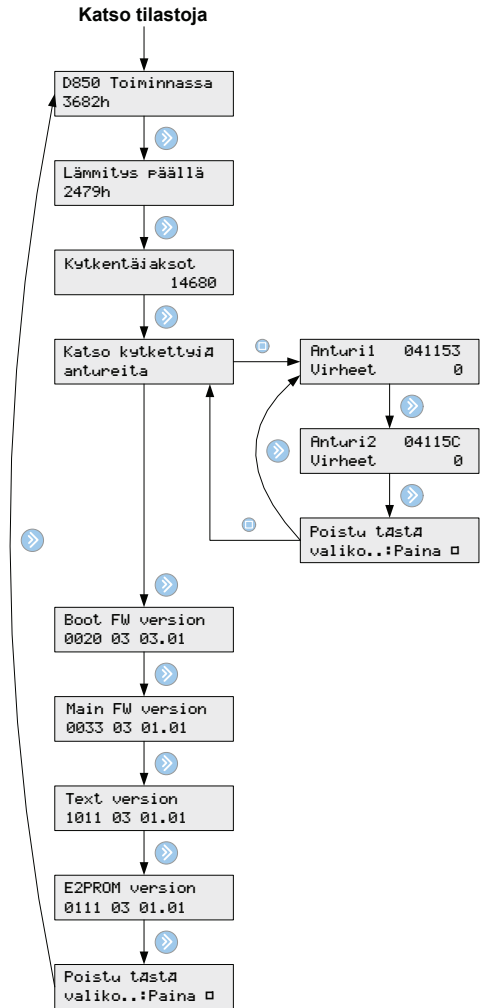 Katso tilastoja
D850 Toiminnassa
3682h
Lämmitys päällä
2479h
Kytkentäjaksot
14680
Katso kytkettyjä
antureita
Anturi1 041153
Virheet 0
Anturi2 04115C
Virheet 0
Poistu tästä
valiko..:Paina □
Boot FW version
0020 03 03.01
Main FW version
0033 03 01.01
Text version
1011 03 01.01
E2PROM version
0111 03 01.01
Poistu tästä
valiko..:Paina □